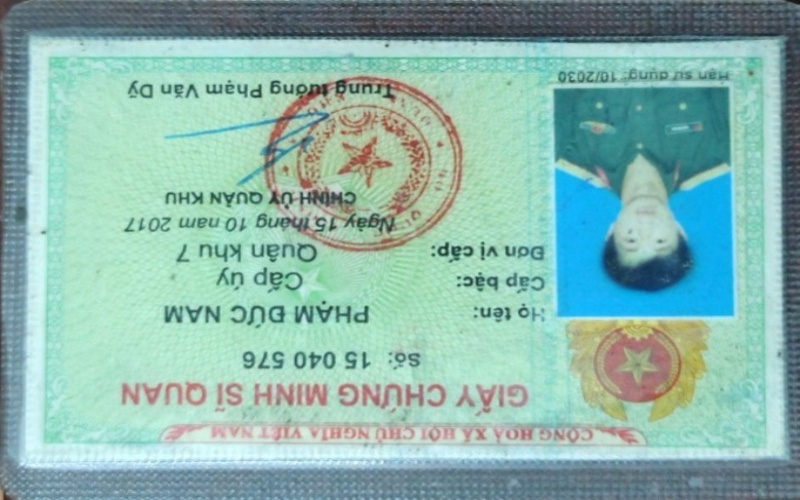 CỘNG HOÀ XÃ HỘI CHỦ NGHĨA VIỆT NAM
GIẤY CHỨNG MINH SĨ QUAN
Số: 15 040 576
Họ tên: PHẠM ĐỨC NAM
Cấp bậc: Cấp úy
Đơn vị cấp: Quân khu 7
Ngày 15 tháng 10 năm 2017
CHÍNH ỦY QUÂN KHU
Trung tướng Phạm Văn Dỹ
Hạn sử dụng: 10/2030